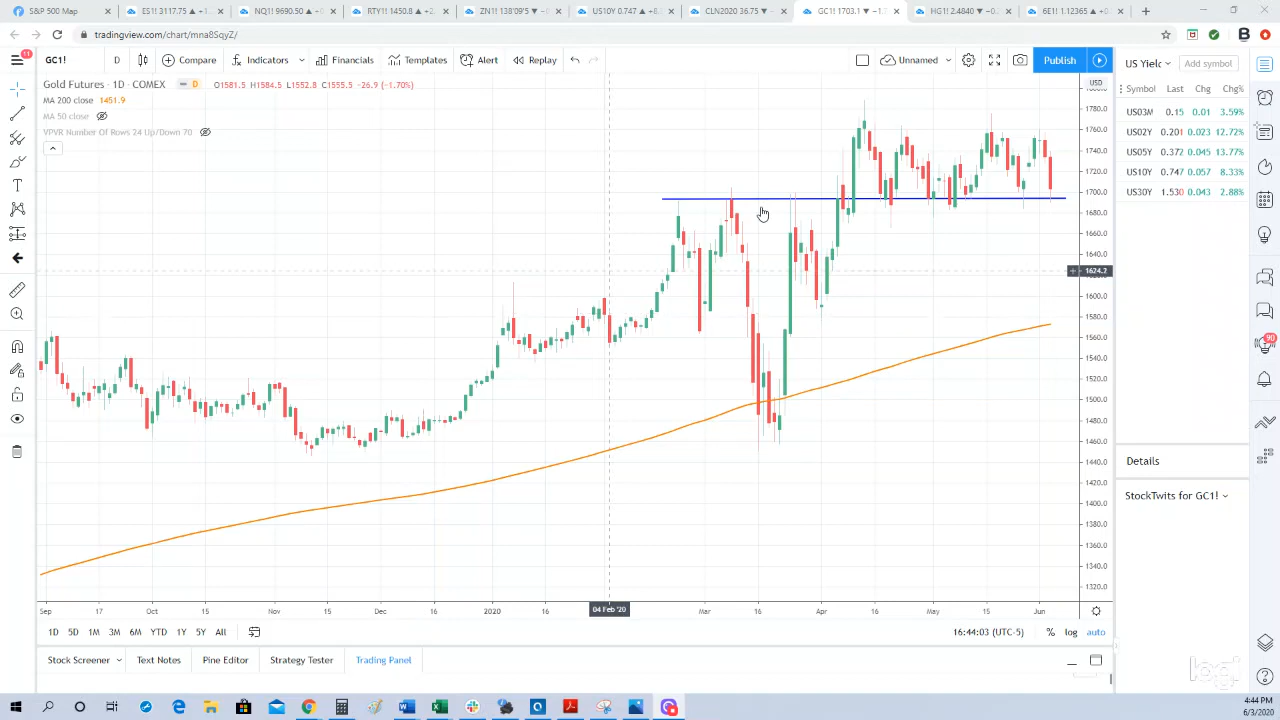 S&P 500 Map
ES1! 3117.75 ▲ +1
NQ1! 9690.50 ▲ +0
RTY1! 1450.8 ▲ +2
ZN1! 138'09'5 ▼ −
US10Y 0.747 ▲ +8
CLN2020 36.75 ▼ −
GC1! 1703.1 ▼ −1
HG1! 2.4840 ▼ −0
6E1! 1.12365 ▲ +0
tradingview.com/chart/mna8SqyZ/
11
GC1!
D
Compare
Indicators
Financials
Templates
Alert
Replay
Unnamed
Publish
US Yield
Add symbol
Gold Futures · 1D · COMEX
D
O1581.5 H1584.5 L1552.8 C1555.5 −26.9 (−1.70%)
MA 200 close 1451.9
MA 50 close
VPVR Number Of Rows 24 Up/Down 70
USD
1780.0
1760.0
1740.0
1720.0
1700.0
1680.0
1660.0
1640.0
1624.2
1600.0
1580.0
1560.0
1540.0
1520.0
1500.0
1480.0
1460.0
1440.0
1420.0
1400.0
1380.0
1360.0
1340.0
1320.0
Symbol Last Chg Chg%
US03M 0.15 0.01 3.59%
US02Y 0.201 0.023 12.72%
US05Y 0.372 0.045 13.77%
US10Y 0.747 0.057 8.33%
US30Y 1.530 0.043 2.88%
90
Details
StockTwits for GC1!
Sep 17 Oct 15 Nov 15 Dec 16 2020 16 04 Feb '20 Mar 16 Apr 16 May 15 Jun
1D 5D 1M 3M 6M YTD 1Y 5Y All
16:44:03 (UTC-5)
% log auto
Stock Screener
Text Notes
Pine Editor
Strategy Tester
Trading Panel
4:44 PM
6/3/2020